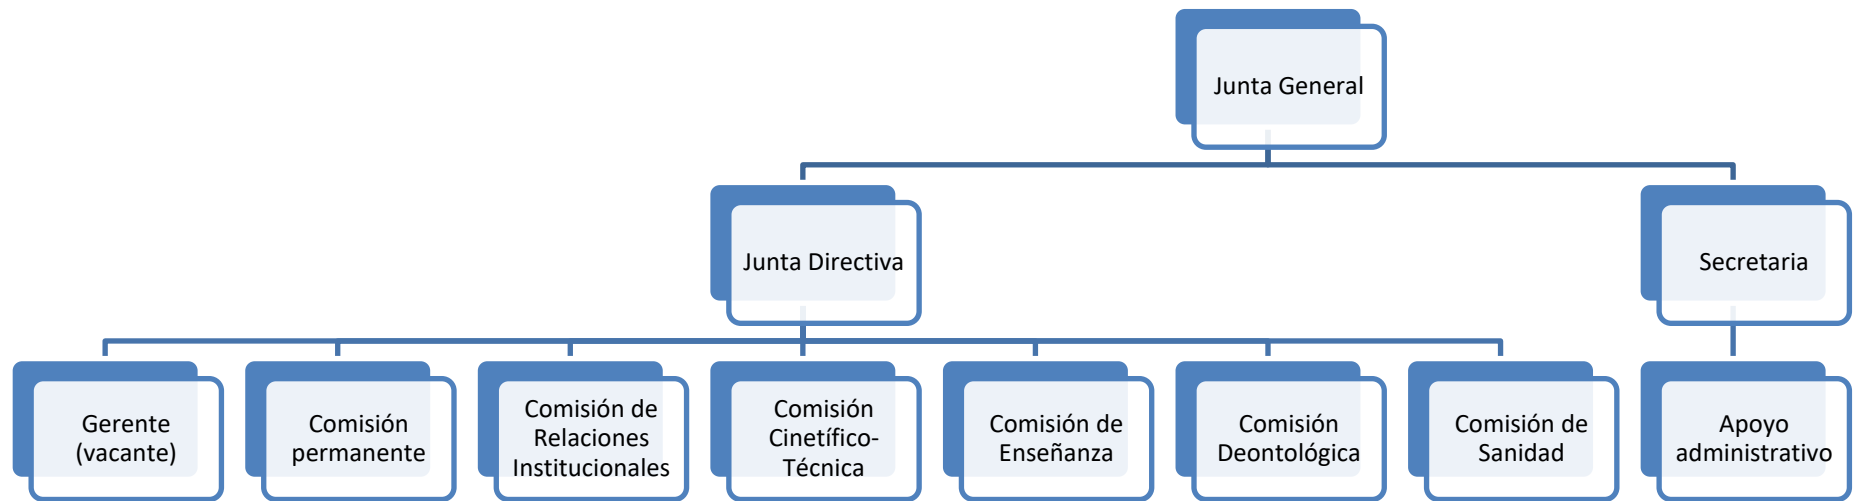 Junta General
Junta Directiva
Secretaria
Gerente
(vacante)
Comisión
permanente
Comisión de
Relaciones
Institucionales
Comisión
Cinetífico-
Técnica
Comisión de
Enseñanza
Comisión
Deontológica
Comisión de
Sanidad
Apoyo
administrativo